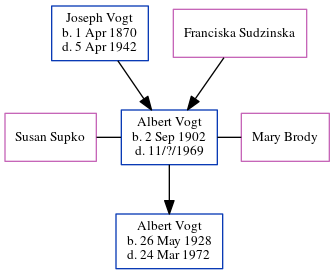 Joseph Vogt
b. 1 Apr 1870
d. 5 Apr 1942
Franciska Sudzinska
Susan Supko
Albert Vogt
b. 2 Sep 1902
d. 11/?/1969
Mary Brody
Albert Vogt
b. 26 May 1928
d. 24 Mar 1972